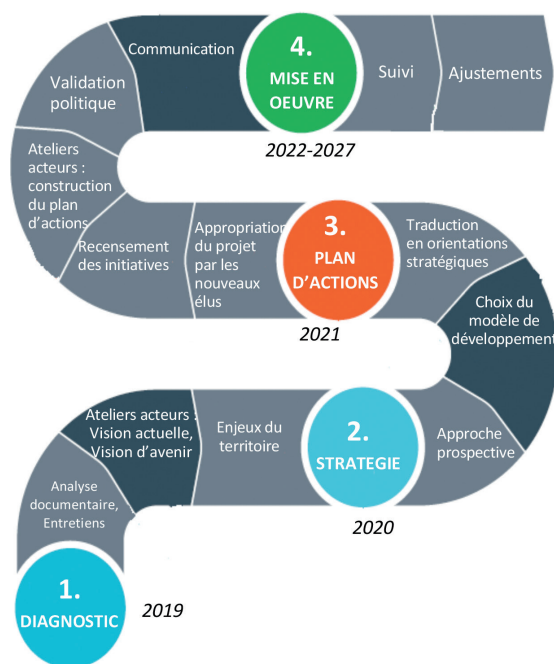 4.
MISE EN
OEUVRE
Communication
Suivi
Ajustements
Validation
politique
2022-2027
Ateliers
acteurs :
construction
du plan
d'actions
Recensement
des initiatives
Appropriation
du projet
par les
nouveaux
élus
3.
PLAN
D'ACTIONS
Traduction
en orientations
stratégiques
2021
Choix du
modèle de
développement
Ateliers acteurs :
Vision actuelle,
Vision d'avenir
Enjeux du
territoire
2.
STRATEGIE
Approche
prospective
2020
Analyse
documentaire,
Entretiens
1.
DIAGNOSTIC
2019